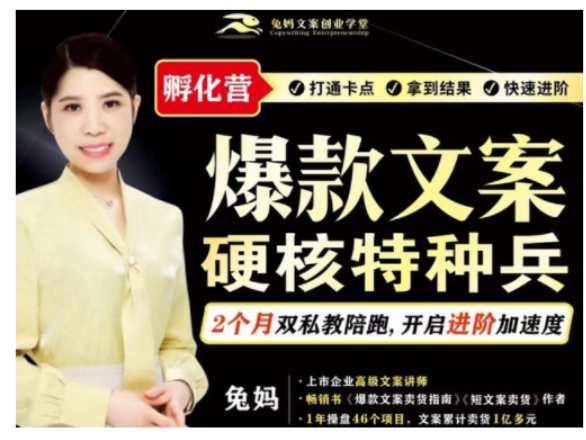 兔妈文案创业学堂
Copywriting Entrepreneurship
孵化营
打通卡点 拿到结果 快速进阶
爆款文案
硬核特种兵
2个月双私教陪跑,开启进阶加速度
兔妈
·上市企业高级文案讲师
·畅销书《爆款文案卖货指南》《短文案卖货》作者
·1年操盘46个项目,文案累计卖货1亿多元